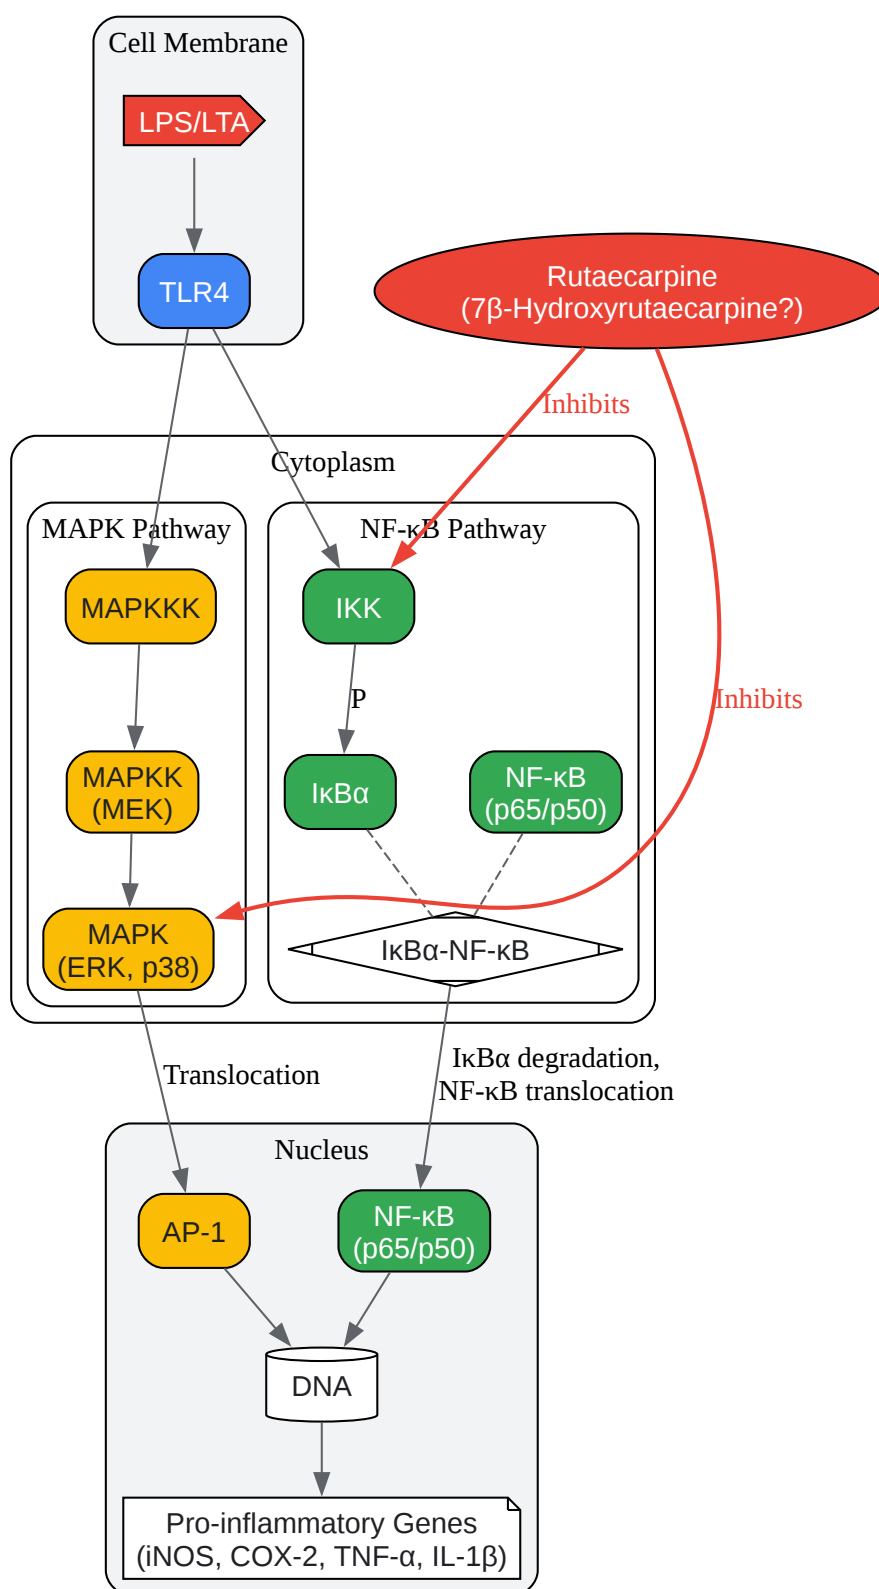 Cell Membrane
LPS/LTA
TLR4
Rutaecarpine
(7β-Hydroxyrutaecarpine?)
Inhibits
Cytoplasm
MAPK Pathway
NF-κB Pathway
MAPKKK
IKK
P
Inhibits
MAPKK
(MEK)
IκBα
NF-κB
(p65/p50)
MAPK
(ERK, p38)
IκBα-NF-κB
Translocation
IκBα degradation,
NF-κB translocation
Nucleus
AP-1
NF-κB
(p65/p50)
DNA
Pro-inflammatory Genes
(iNOS, COX-2, TNF-α, IL-1β)